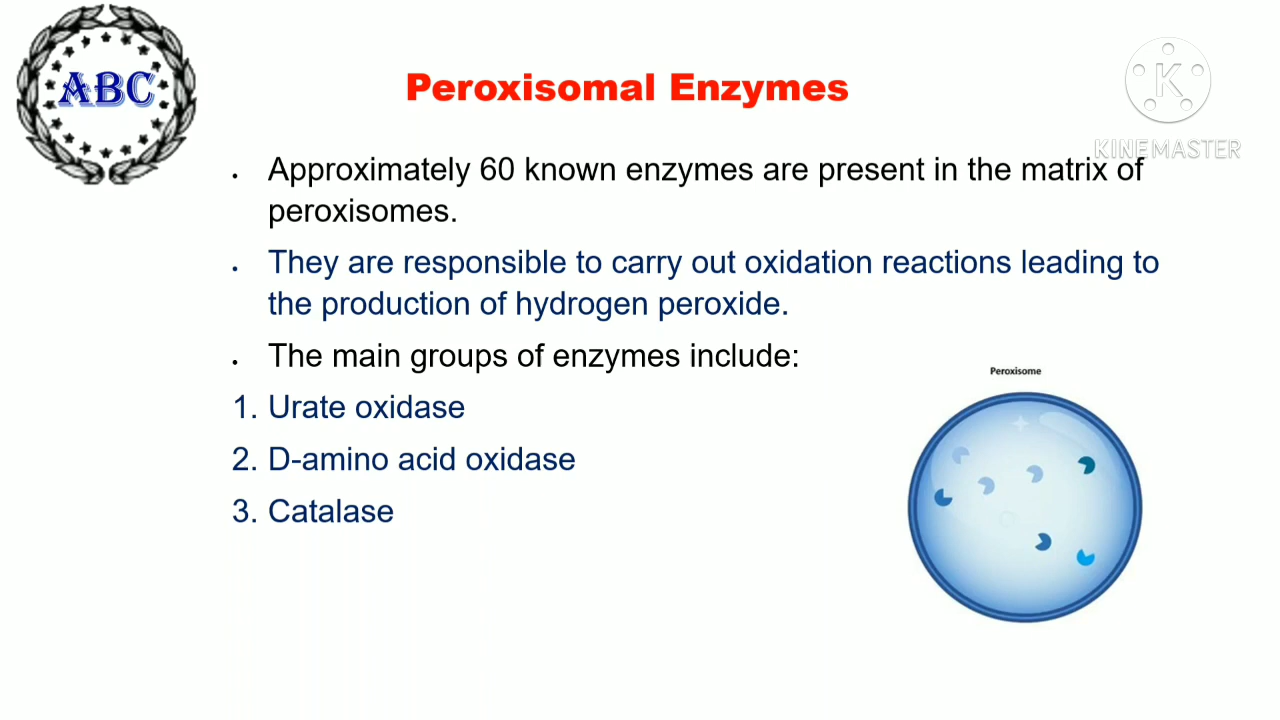 ABC
Peroxisomal Enzymes
K
KINEMASTER
• Approximately 60 known enzymes are present in the matrix of
peroxisomes.
• They are responsible to carry out oxidation reactions leading to
the production of hydrogen peroxide.
• The main groups of enzymes include:
Peroxisome
1. Urate oxidase
2. D-amino acid oxidase
3. Catalase